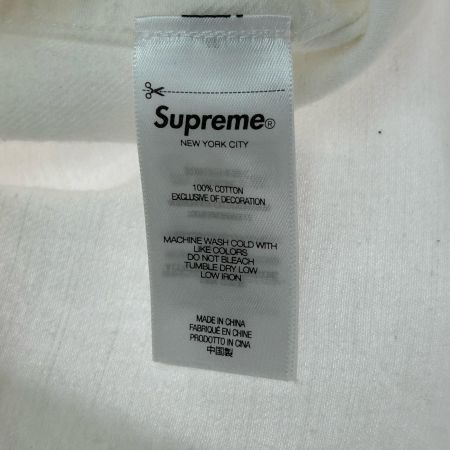 Supreme®
NEW YORK CITY
100% COTTON
EXCLUSIVE OF DECORATION
MACHINE WASH COLD WITH
LIKE COLORS
DO NOT BLEACH
TUMBLE DRY LOW
LOW IRON
MADE IN CHINA
FABRIQUÉ EN CHINE
PRODOTTO IN CINA
中国製